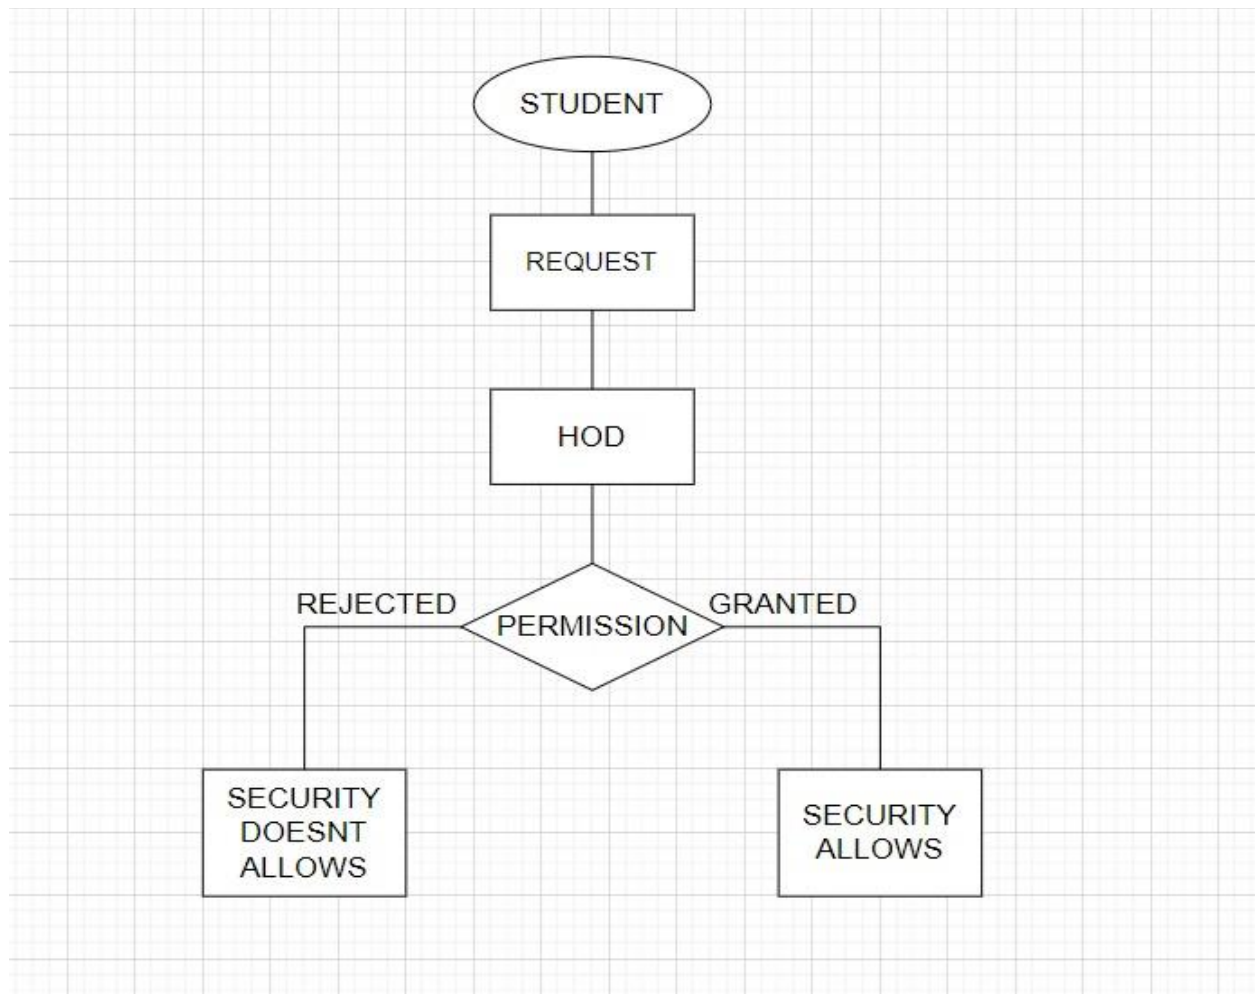 STUDENT
REQUEST
HOD
REJECTED
PERMISSION
GRANTED
SECURITY
DOESNT
ALLOWS
SECURITY
ALLOWS